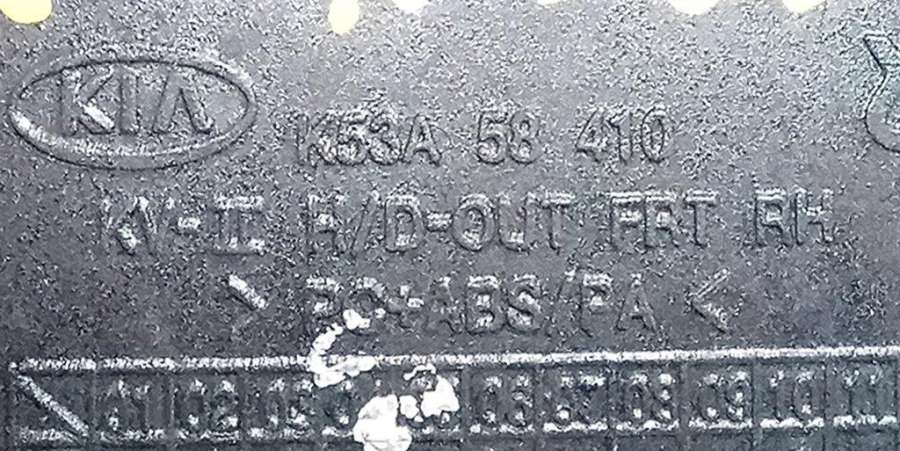 KIA K53A 58 410
KV-II H/D-OUT FRT RH
> PC+ABS/PA <
01 02 03 06 07 08 09 10 11